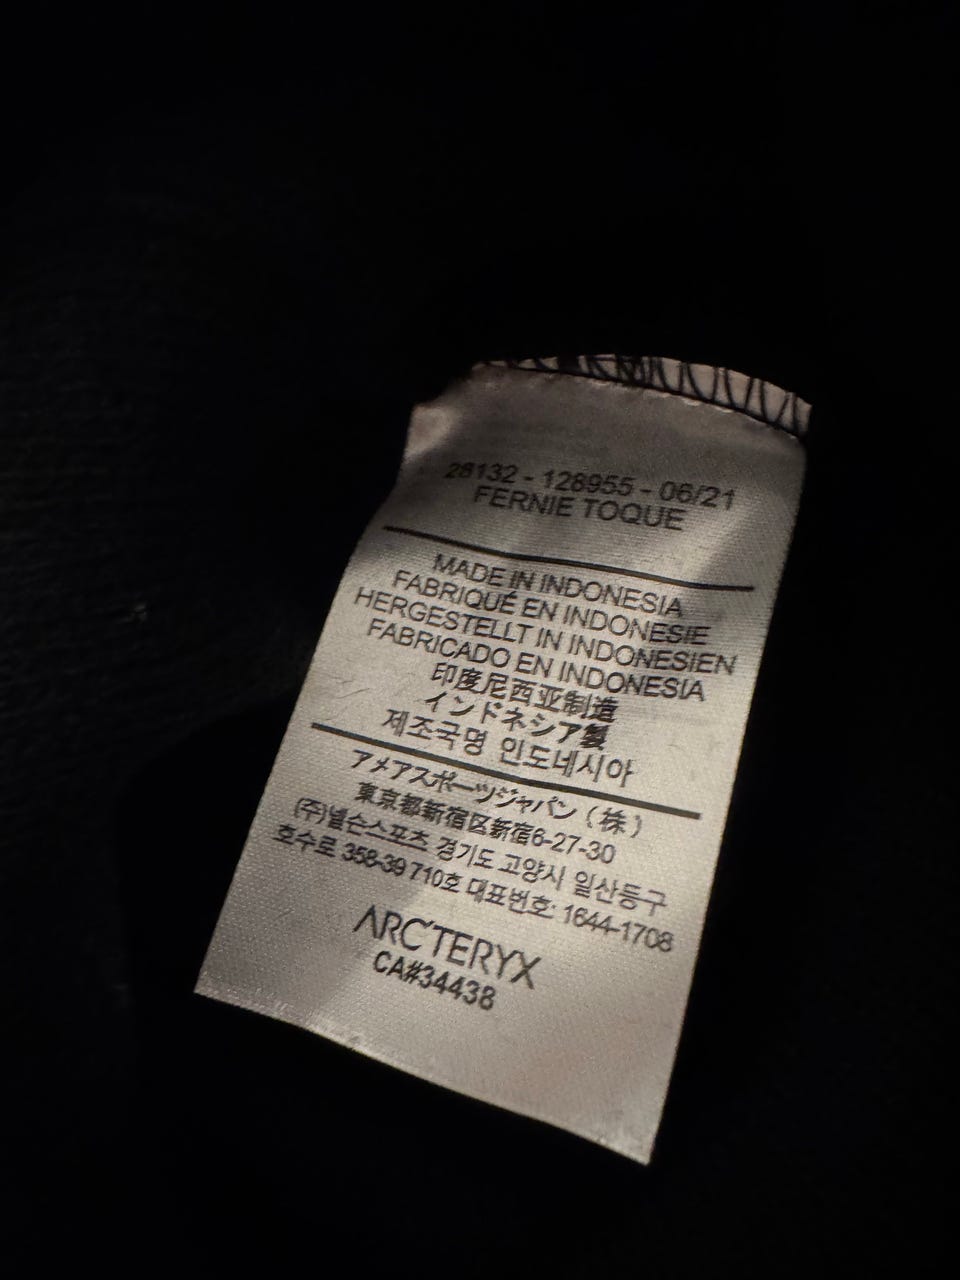 28132 - 128955 - 06/21
FERNIE TOQUE
MADE IN INDONESIA
FABRIQUÉ EN INDONESIE
HERGESTELLT IN INDONESIEN
FABRICADO EN INDONESIA
印度尼西亚制造
インドネシア製
제조국명 인도네시아
アメアスポーツジャパン（株）
東京都新宿区新宿6-27-30
(주)넬슨스포츠 경기도 고양시 일산동구
호수로 358-39 710호 대표번호: 1644-1708
ARC'TERYX
CA#34438